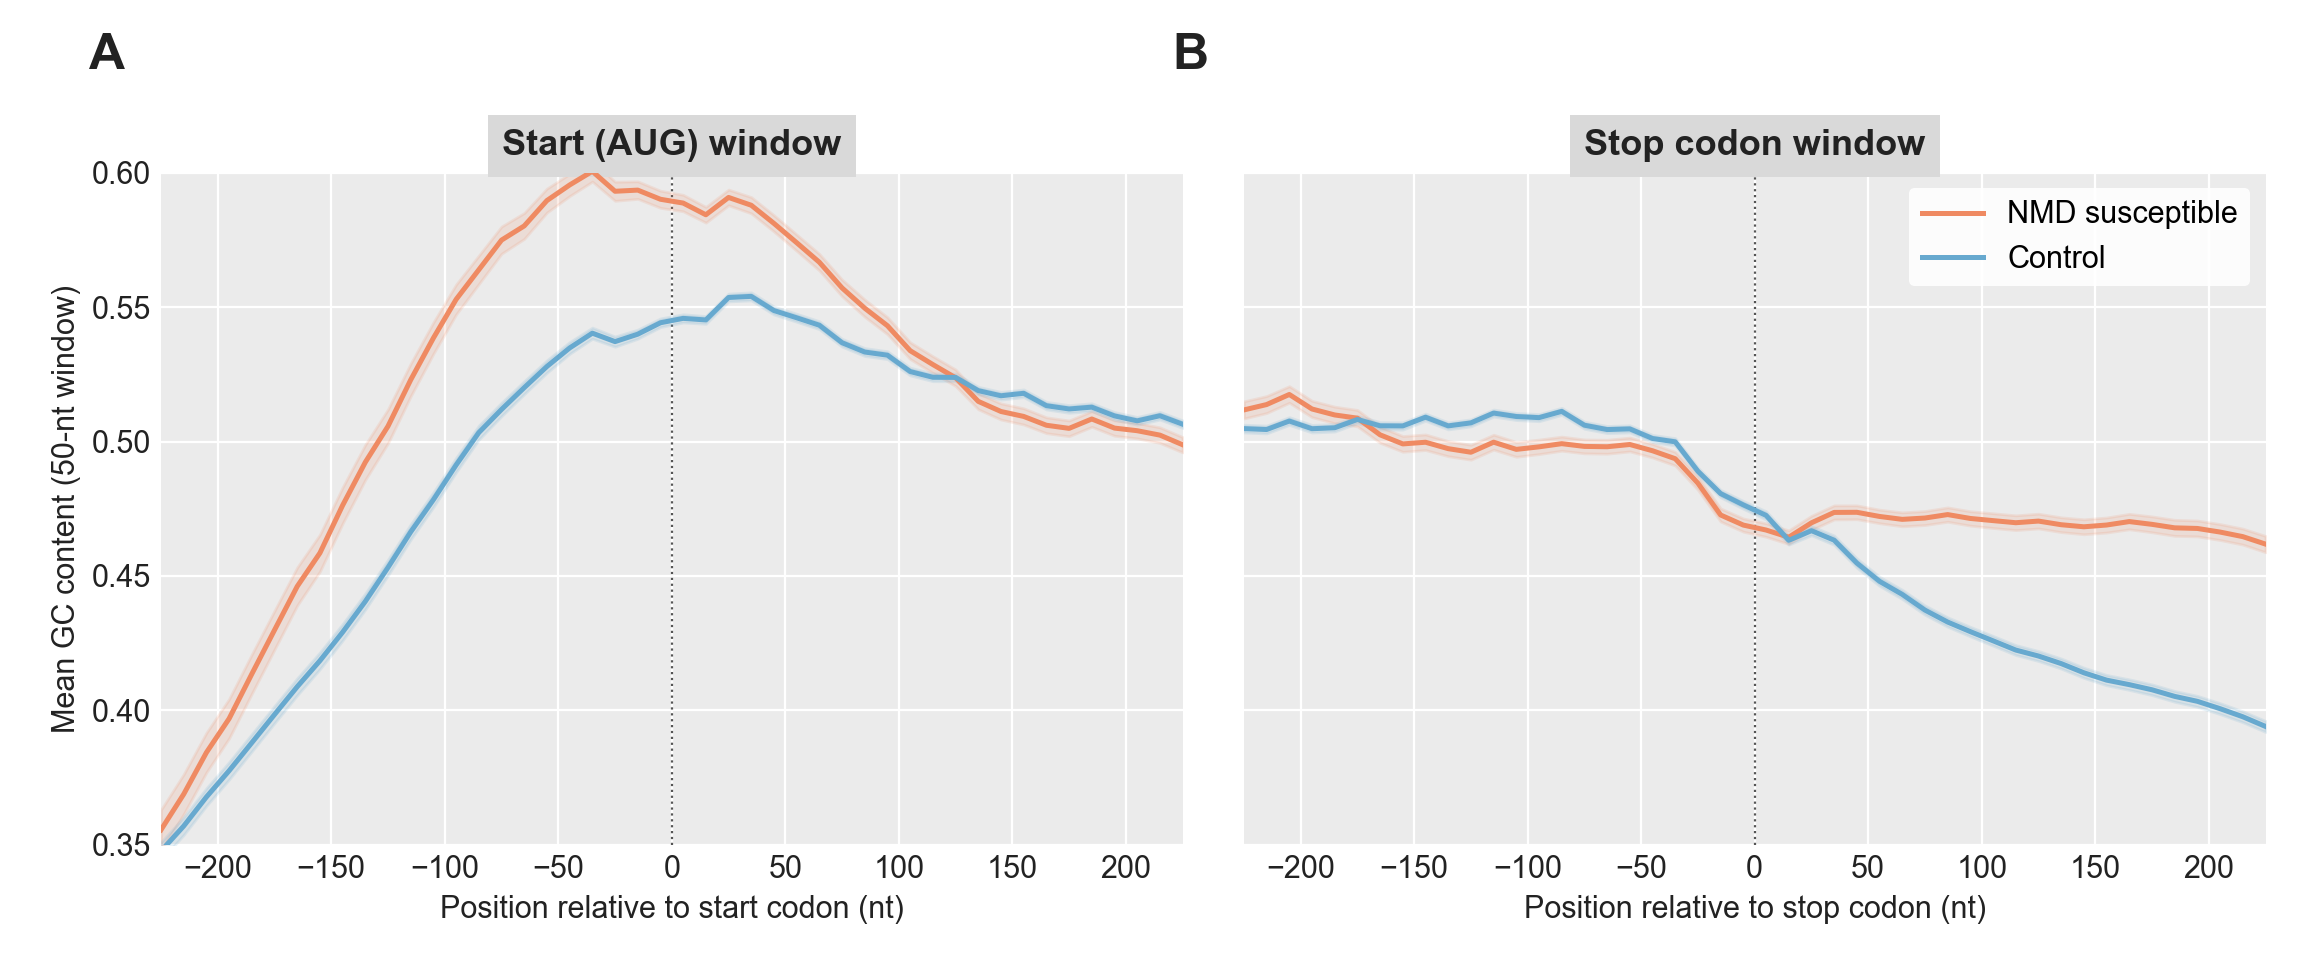 A
B
Start (AUG) window
Stop codon window
NMD susceptible
Control
Mean GC content (50-nt window)
0.60
0.55
0.50
0.45
0.40
0.35
−200 −150 −100 −50 0 50 100 150 200
−200 −150 −100 −50 0 50 100 150 200
Position relative to start codon (nt)
Position relative to stop codon (nt)